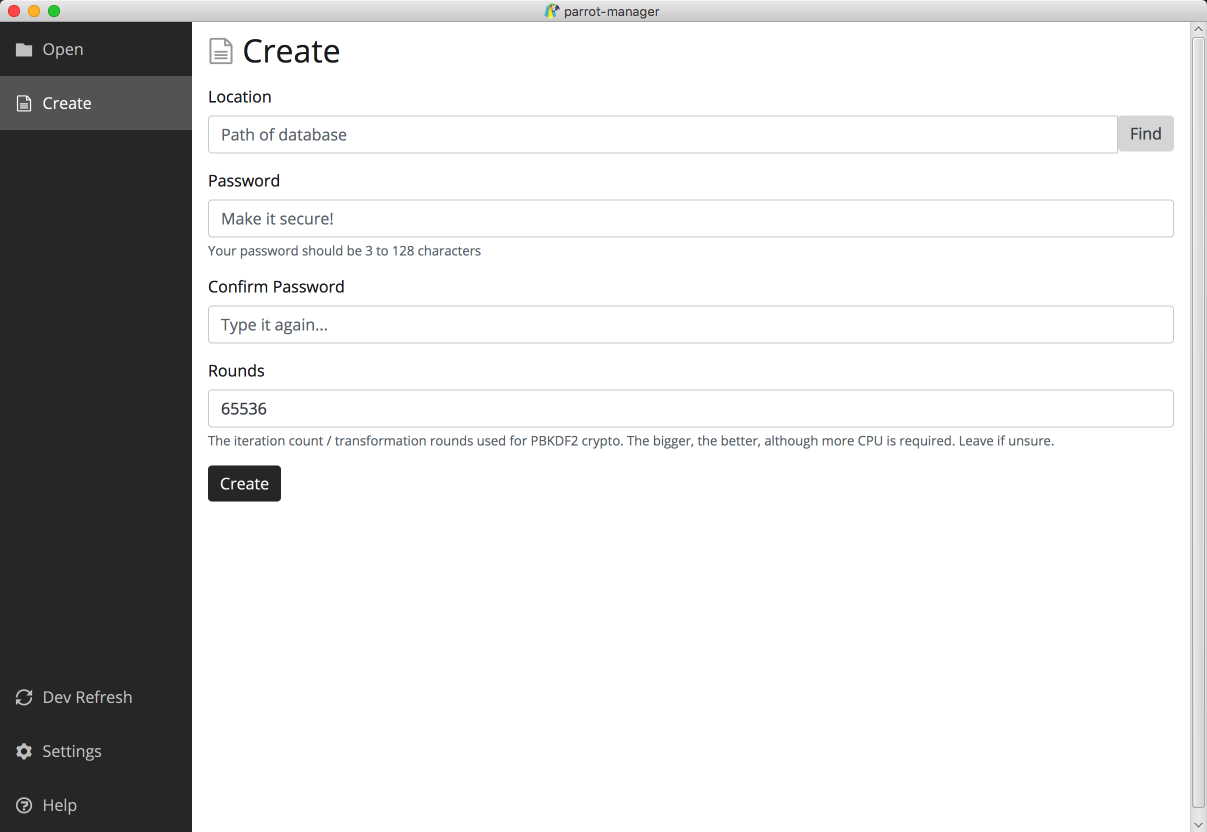 parrot-manager
Open
Create
Dev Refresh
Settings
Help
Create
Location
Path of database
Find
Password
Make it secure!
Your password should be 3 to 128 characters
Confirm Password
Type it again...
Rounds
65536
The iteration count / transformation rounds used for PBKDF2 crypto. The bigger, the better, although more CPU is required. Leave if unsure.
Create